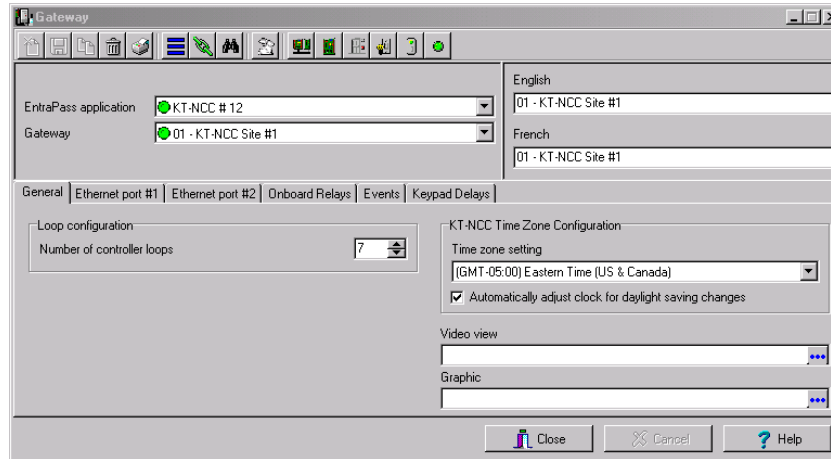 Gateway
English
EntraPass application
KT-NCC # 12
01 - KT-NCC Site #1
Gateway
01 - KT-NCC Site #1
French
01 - KT-NCC Site #1
General
Ethernet port #1
Ethernet port #2
Onboard Relays
Events
Keypad Delays
Loop configuration
Number of controller loops
7
KT-NCC Time Zone Configuration
Time zone setting
(GMT-05:00) Eastern Time (US & Canada)
Automatically adjust clock for daylight saving changes
Video view
Graphic
Close
Cancel
Help